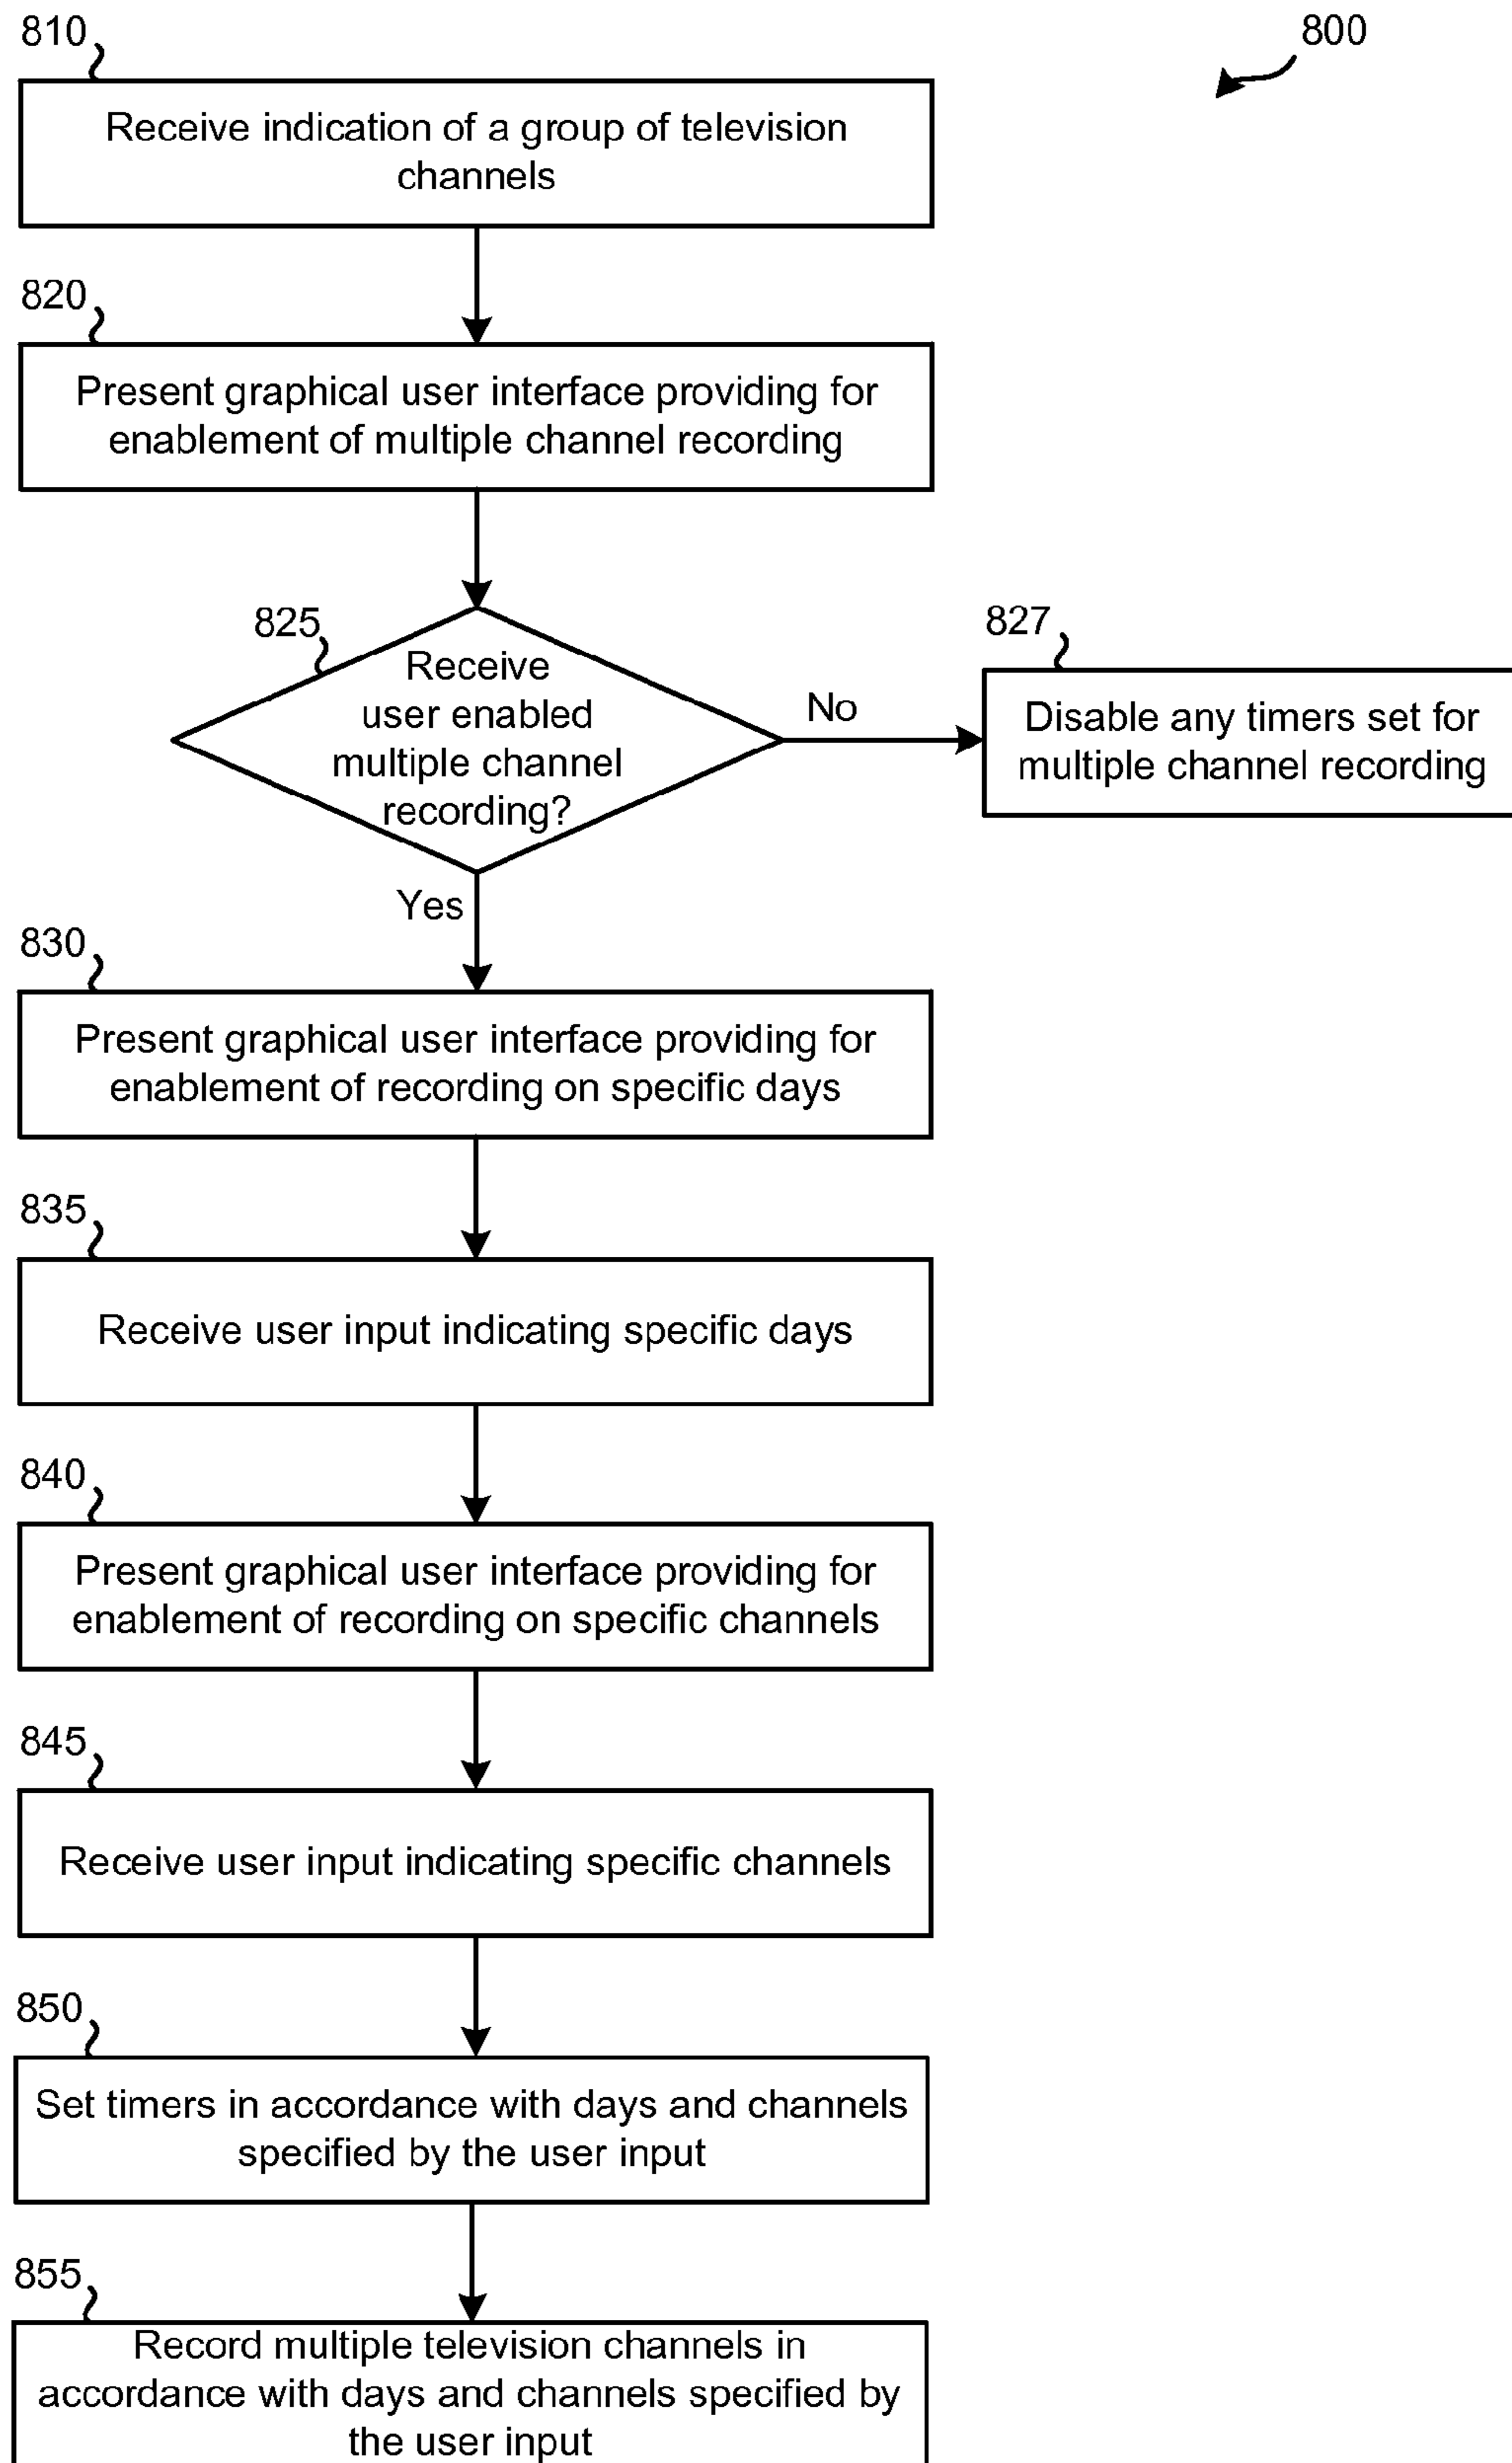 810
800
Receive indication of a group of television
channels
820
Present graphical user interface providing for
enablement of multiple channel recording
825
Receive
user enabled
multiple channel
recording?
No
827
Disable any timers set for
multiple channel recording
Yes
830
Present graphical user interface providing for
enablement of recording on specific days
835
Receive user input indicating specific days
840
Present graphical user interface providing for
enablement of recording on specific channels
845
Receive user input indicating specific channels
850
Set timers in accordance with days and channels
specified by the user input
855
Record multiple television channels in
accordance with days and channels specified by
the user input